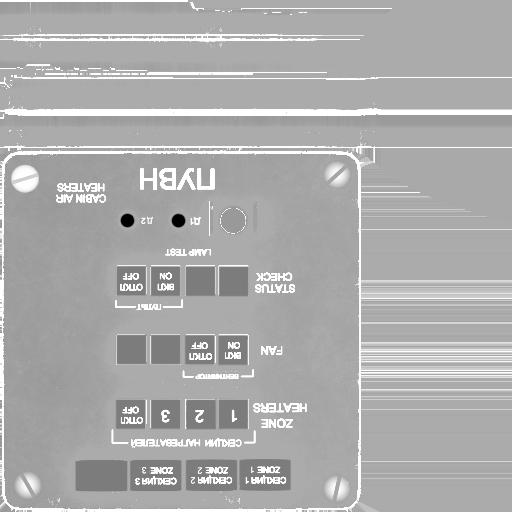 СЕКЦИЯ 1 СЕКЦИЯ 2 СЕКЦИЯ 3
ZONE 1 ZONE 2 ZONE 3
СЕКЦИИ НАГРЕВАТЕЛЕЙ
ZONE
HEATERS
1 2 3 ОТКЛ
OFF
ВЕНТИЛЯТОР
FAN
ВКЛ ОТКЛ
ON OFF
ПУЛЬТ
STATUS
CHECK
ВКЛ ОТКЛ
ON OFF
LAMP TEST
Д1 Д2
CABIN AIR
HEATERS
ПУВН